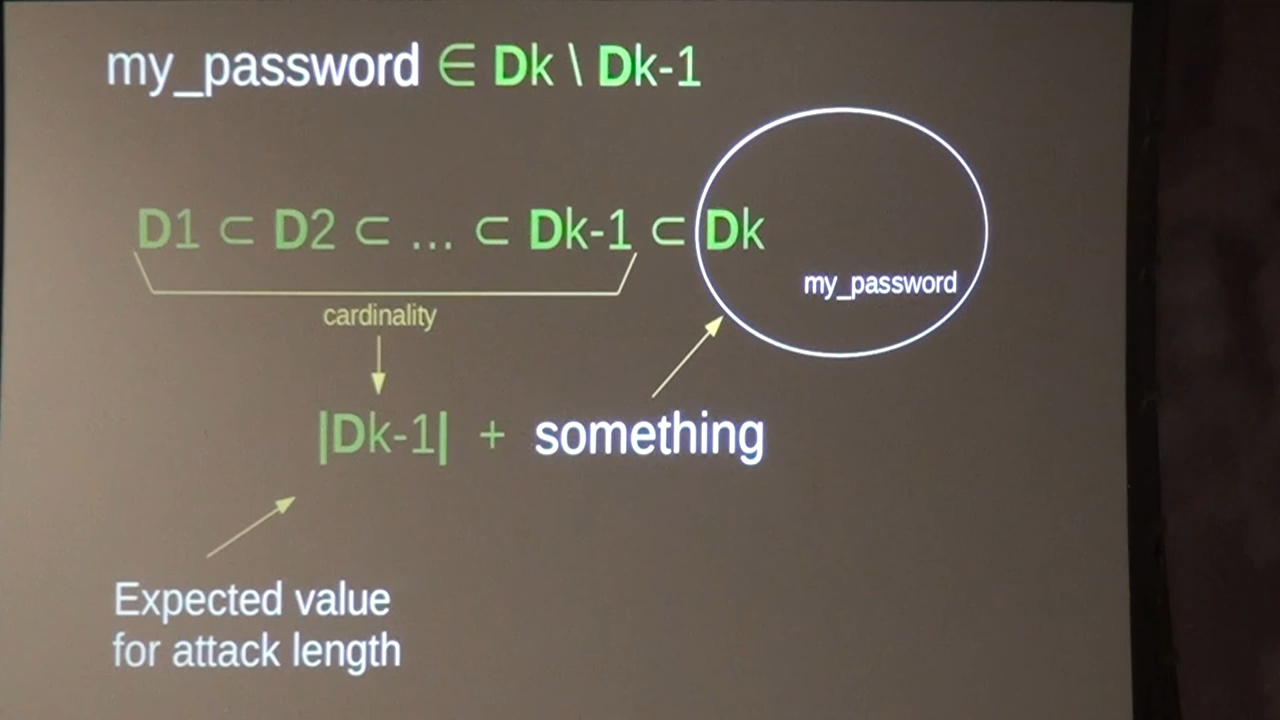 my_password ∈ Dk \ Dk-1
D1 ⊂ D2 ⊂ ... ⊂ Dk-1 ⊂ Dk
my_password
cardinality
|Dk-1| + something
Expected value
for attack length